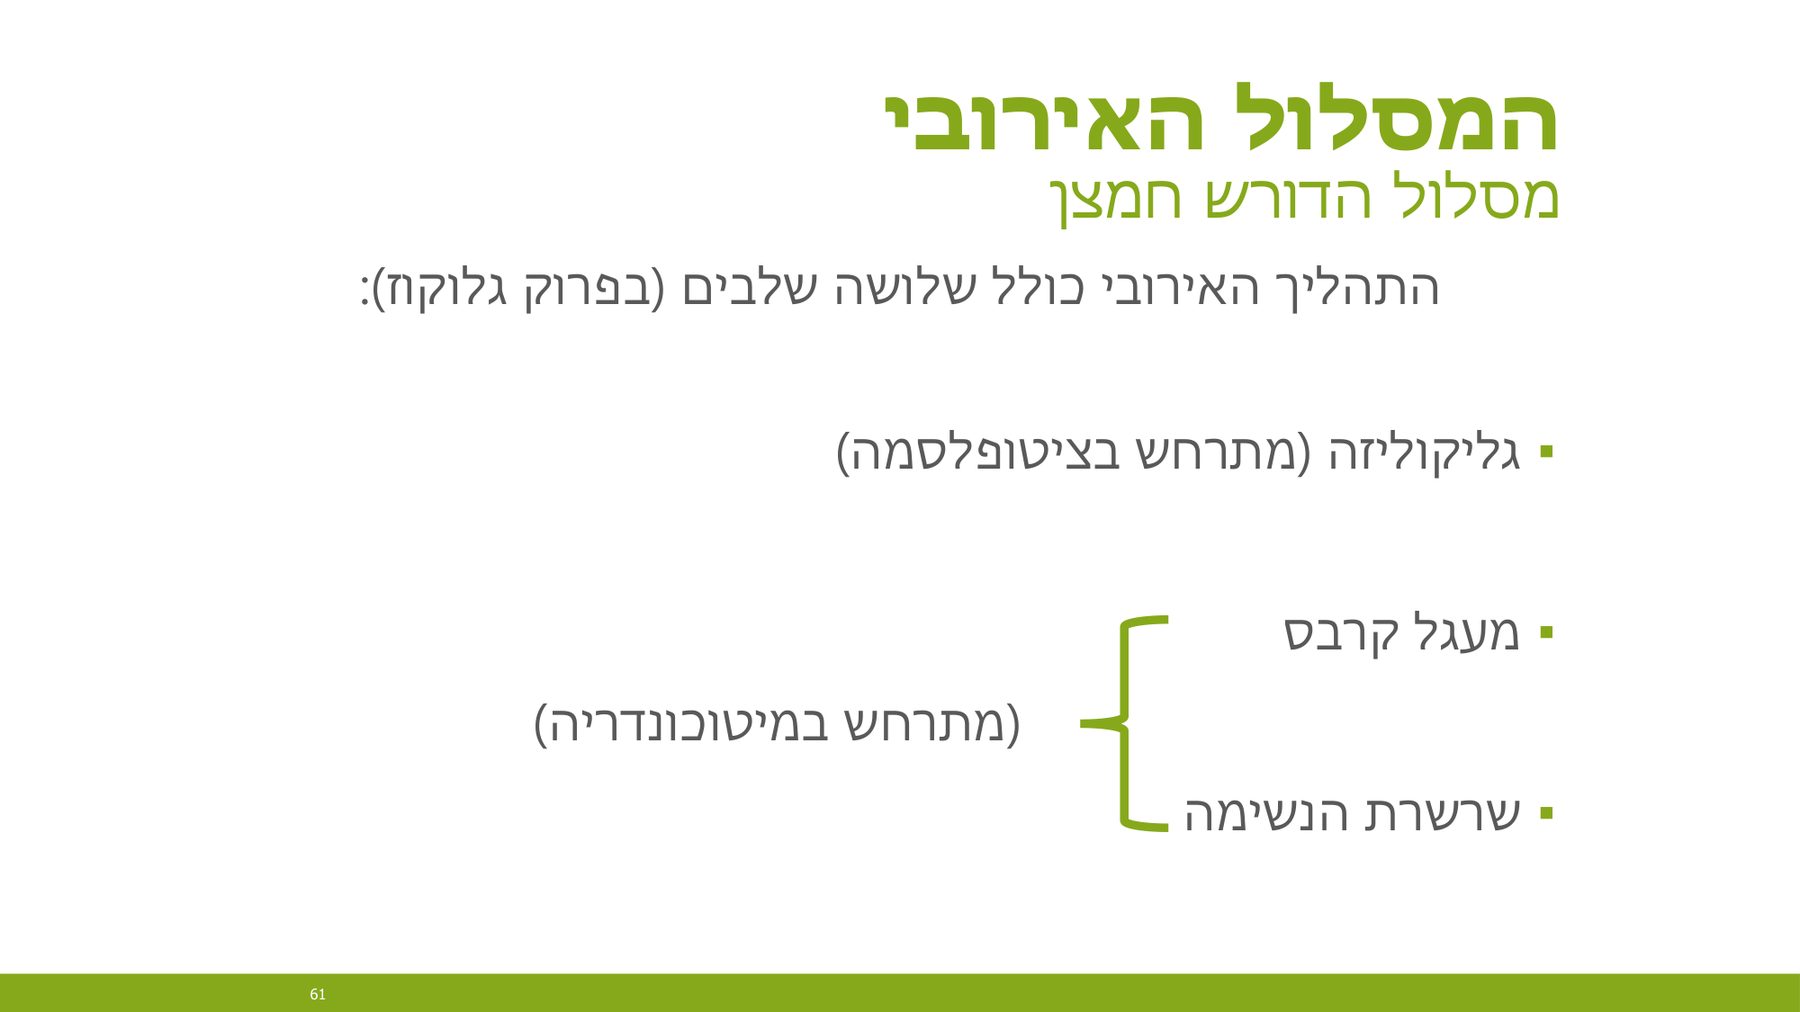 המסלול האירובי
מסלול הדורש חמצן
התהליך האירובי כולל שלושה שלבים (בפרוק גלוקוז):
▪ גליקוליזה (מתרחש בציטופלסמה)
▪ מעגל קרבס
(מתרחש במיטוכונדריה)
▪ שרשרת הנשימה
61